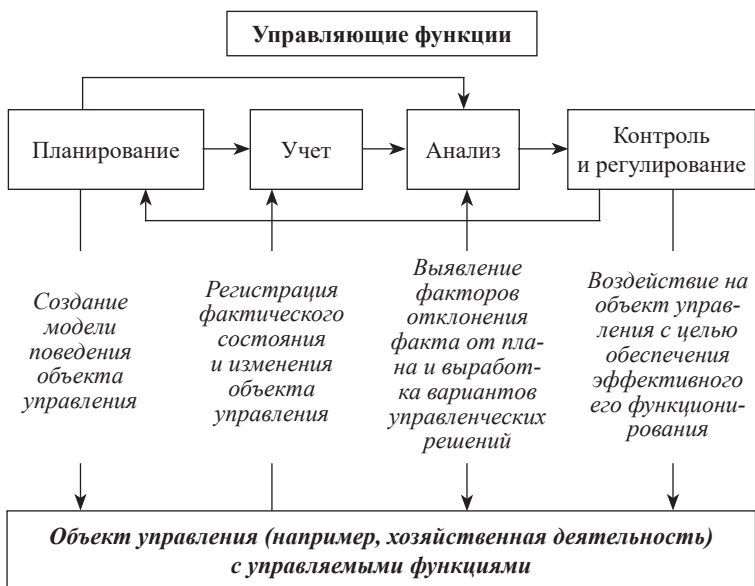 Управляющие функции
Планирование
Учет
Анализ
Контроль
и регулирование
Создание
модели
поведения
объекта
управления
Регистрация
фактического
состояния
и изменения
объекта
управления
Выявление
факторов
отклонения
факта от пла-
на и выработ-
ка вариантов
управленческих
решений
Воздействие на
объект управ-
ления с целью
обеспечения
эффективного
его функциони-
рования
Объект управления (например, хозяйственная деятельность)
с управляемыми функциями